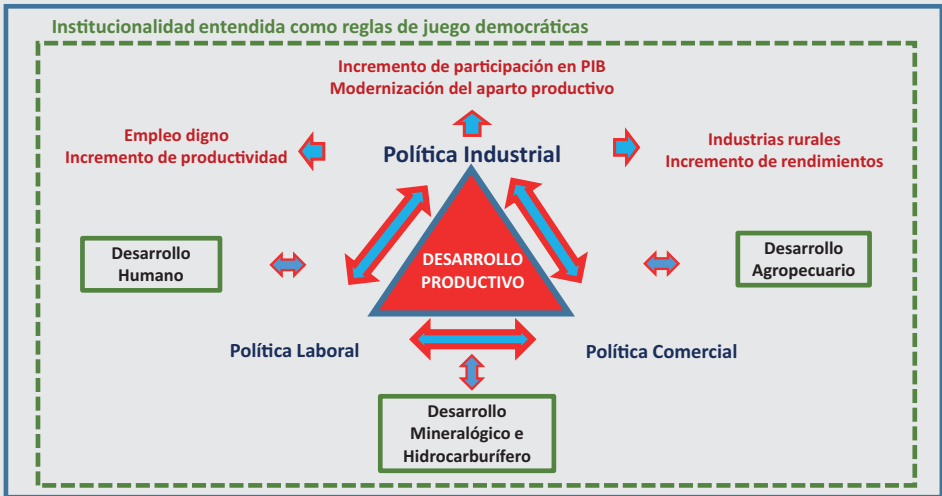 Institucionalidad entendida como reglas de juego democráticas
Incremento de participación en PIB
Modernización del aparto productivo
Empleo digno
Incremento de productividad
Política Industrial
Industrias rurales
Incremento de rendimientos
Desarrollo
Humano
DESARROLLO
PRODUCTIVO
Desarrollo
Agropecuario
Política Laboral
Política Comercial
Desarrollo
Mineralógico e
Hidrocarburífero